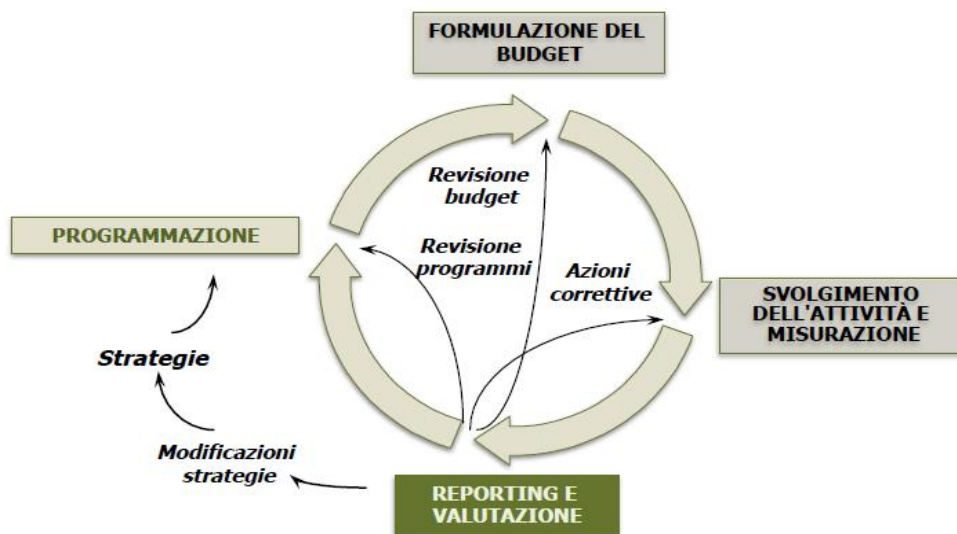 FORMULAZIONE DEL
BUDGET
Revisione
budget
PROGRAMMAZIONE
Revisione
programmi
Azioni
correttive
SVOLGIMENTO
DELL'ATTIVITÀ E
MISURAZIONE
Strategie
Modificazioni
strategie
REPORTING E
VALUTAZIONE